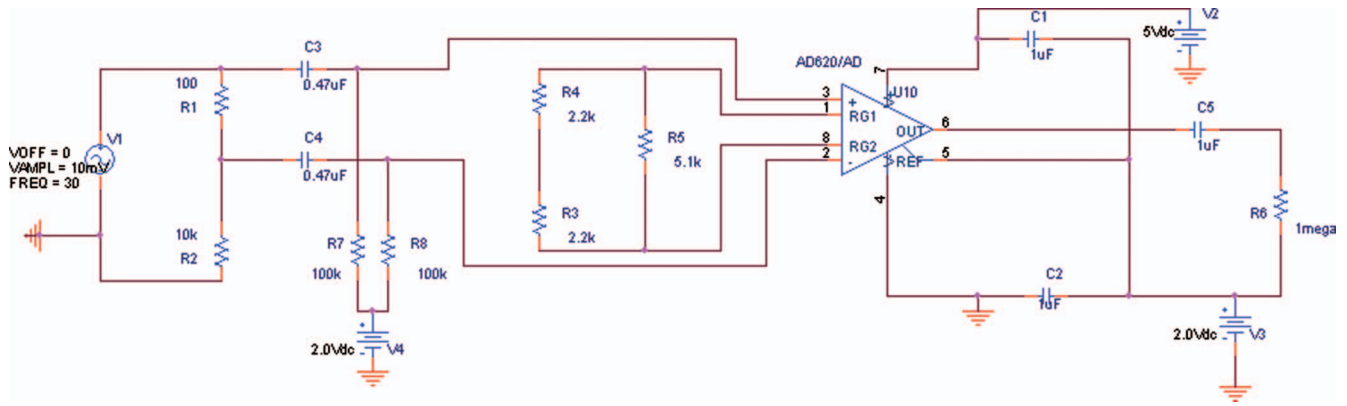 VOFF = 0
VAMPL = 10mV
FREQ = 30
V1
100
R1
10k
R2
C3
0.47uF
C4
0.47uF
R7
100k
R8
100k
2.0Vdc
V4
R4
2.2k
R3
2.2k
R5
5.1k
AD620/AD
U10
3
1
8
2
7
4
6
5
+
RG1
RG2
-
OUT
REF
C1
1uF
V2
5Vdc
+
-
C5
1uF
R6
1mega
C2
1uF
2.0Vdc
V3
+
-
+
-